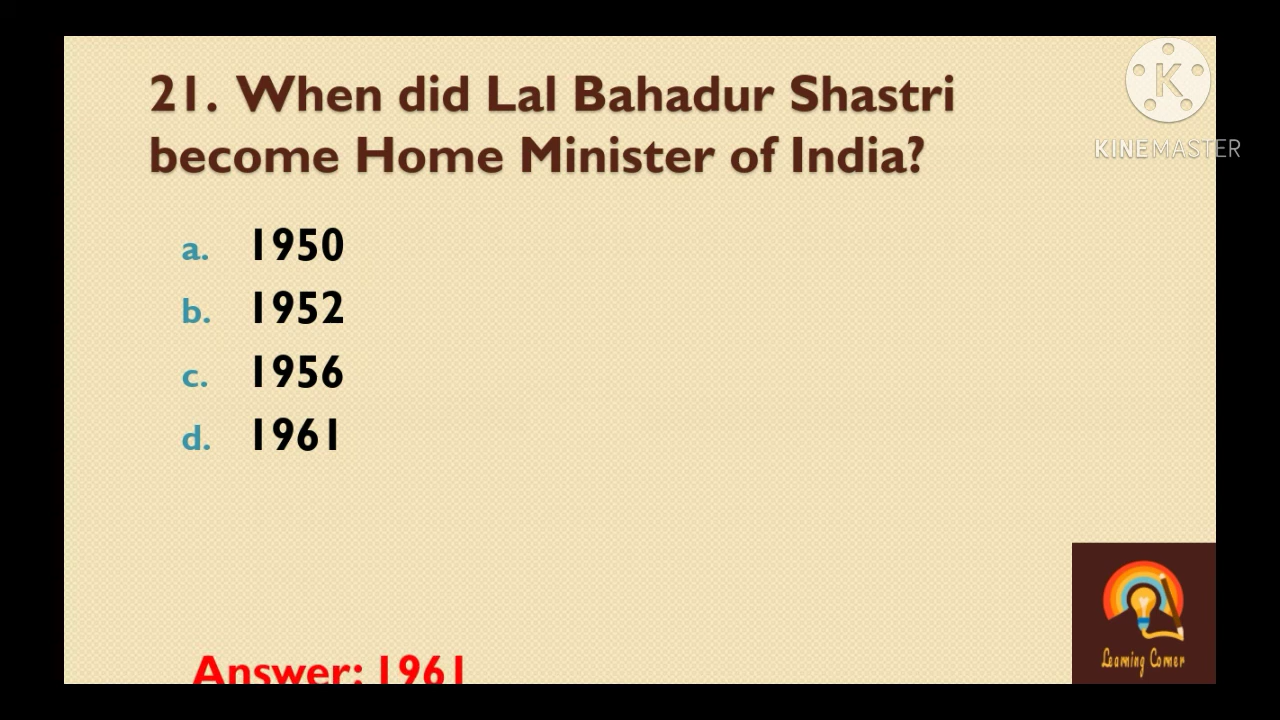 21. When did Lal Bahadur Shastri
become Home Minister of India?
a. 1950
b. 1952
c. 1956
d. 1961
Answer: 1961
K
KINEMASTER
Learning Corner